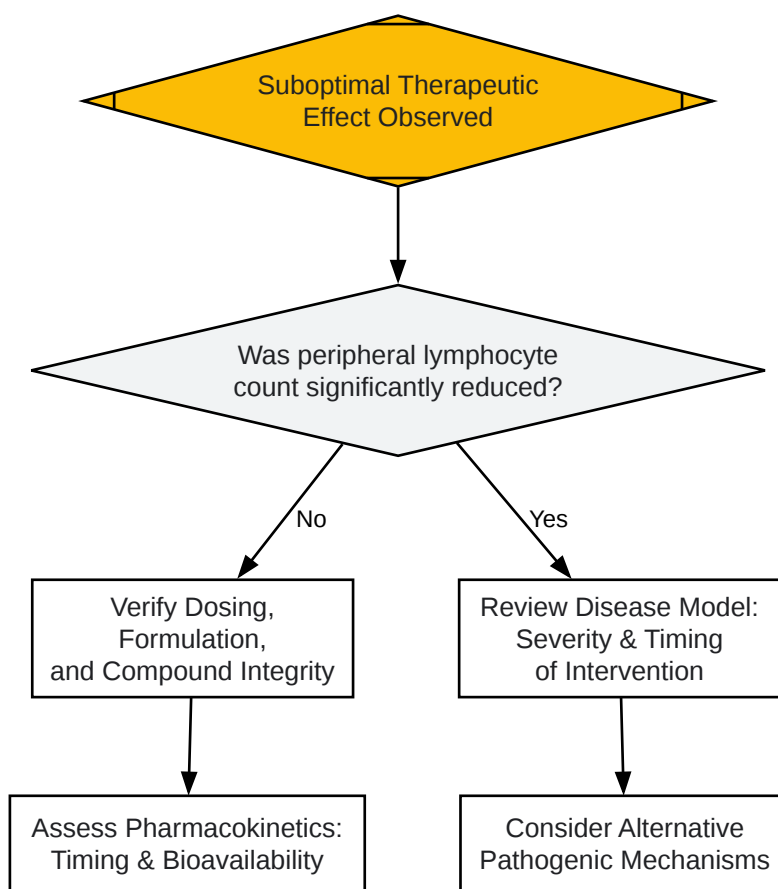 Suboptimal Therapeutic
Effect Observed
Was peripheral lymphocyte
count significantly reduced?
No
Yes
Verify Dosing,
Formulation,
and Compound Integrity
Review Disease Model:
Severity & Timing
of Intervention
Assess Pharmacokinetics:
Timing & Bioavailability
Consider Alternative
Pathogenic Mechanisms